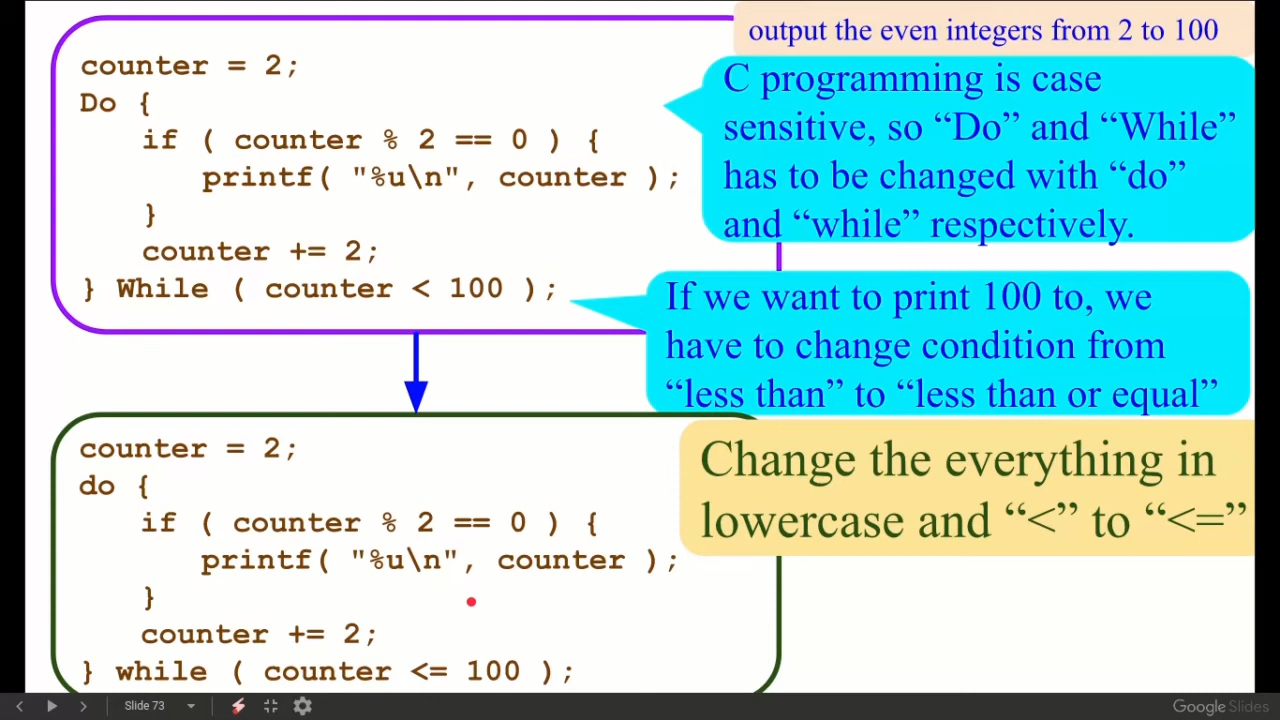 output the even integers from 2 to 100
counter = 2;
Do {
if ( counter % 2 == 0 ) {
printf( "%u\n", counter );
}
counter += 2;
} While ( counter < 100 );
C programming is case
sensitive, so “Do” and “While”
has to be changed with “do”
and “while” respectively.
If we want to print 100 to, we
have to change condition from
“less than” to “less than or equal”
counter = 2;
do {
if ( counter % 2 == 0 ) {
printf( "%u\n", counter );
}
counter += 2;
} while ( counter <= 100 );
Change the everything in
lowercase and “<” to “<=”
Slide 73
Google Slides